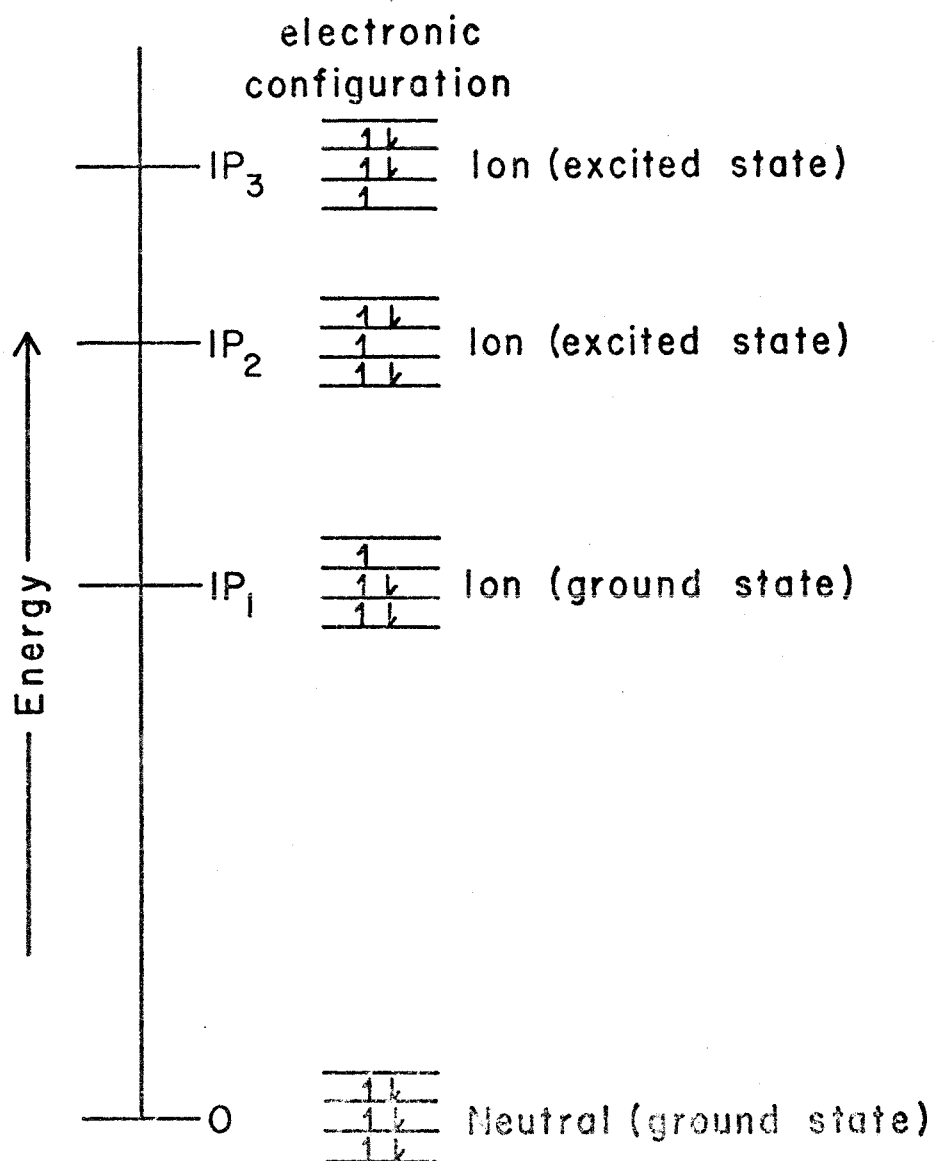 electronic
configuration
IP3 Ion (excited state)
IP2 Ion (excited state)
IP1 Ion (ground state)
Energy
0 Neutral (ground state)